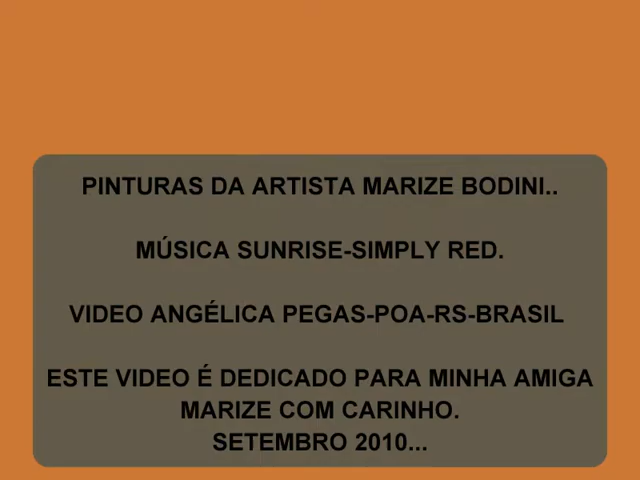 PINTURAS DA ARTISTA MARIZE BODINI..
MÚSICA SUNRISE-SIMPLY RED.
VIDEO ANGÉLICA PEGAS-POA-RS-BRASIL
ESTE VIDEO É DEDICADO PARA MINHA AMIGA
MARIZE COM CARINHO.
SETEMBRO 2010...